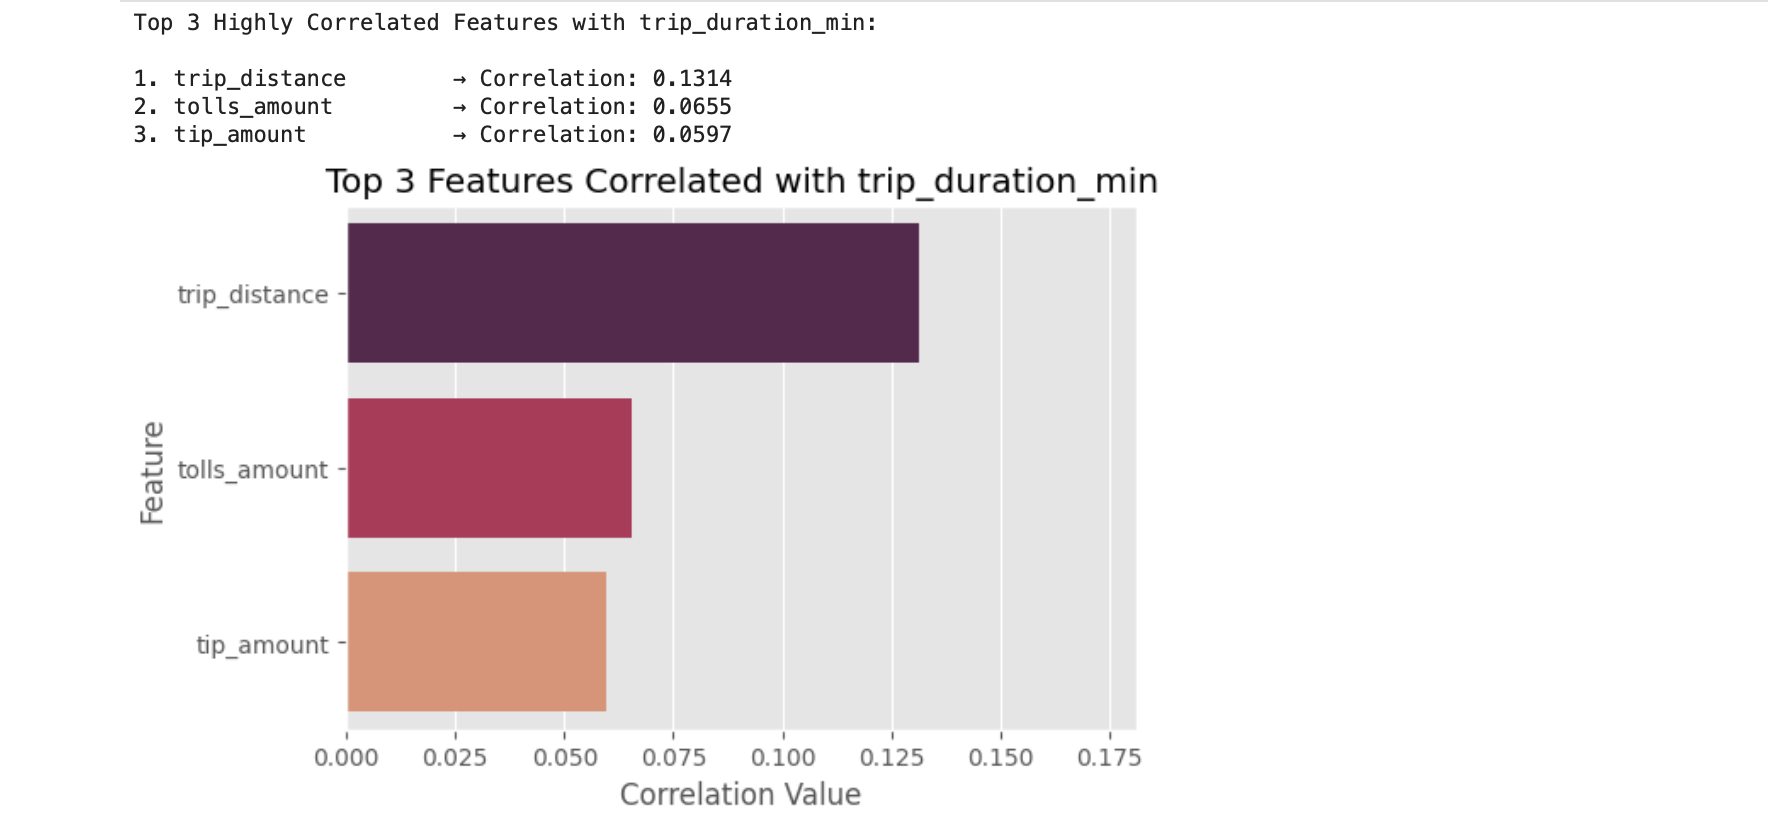 Top 3 Highly Correlated Features with trip_duration_min:
1. trip_distance → Correlation: 0.1314
2. tolls_amount → Correlation: 0.0655
3. tip_amount → Correlation: 0.0597
Top 3 Features Correlated with trip_duration_min
Feature
trip_distance
tolls_amount
tip_amount
0.000 0.025 0.050 0.075 0.100 0.125 0.150 0.175
Correlation Value